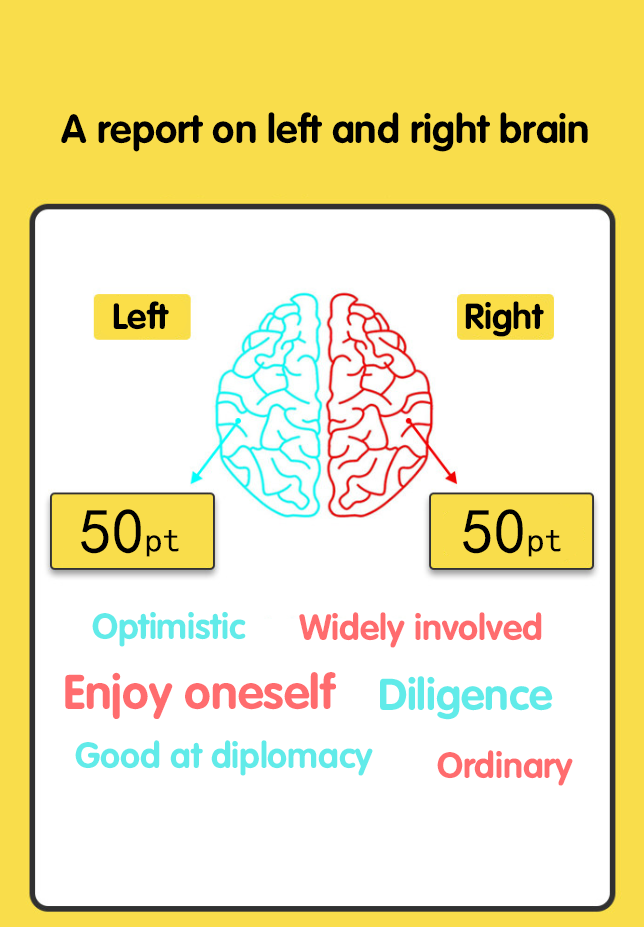 A report on left and right brain
Left
Right
50pt
50pt
Optimistic
Widely involved
Enjoy oneself
Diligence
Good at diplomacy
Ordinary